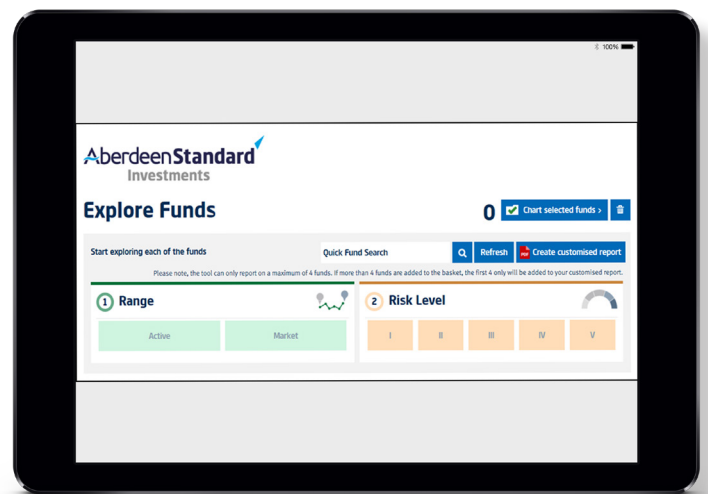 100%
Aberdeen Standard
Investments
Explore Funds
0
Chart selected funds ›
Start exploring each of the funds
Quick Fund Search
Refresh
PDF
Create customised report
Please note, the tool can only report on a maximum of 4 funds. If more than 4 funds are added to the basket, the first 4 only will be added to your customised report.
1 Range
Active
Market
2 Risk Level
I
II
III
IV
V